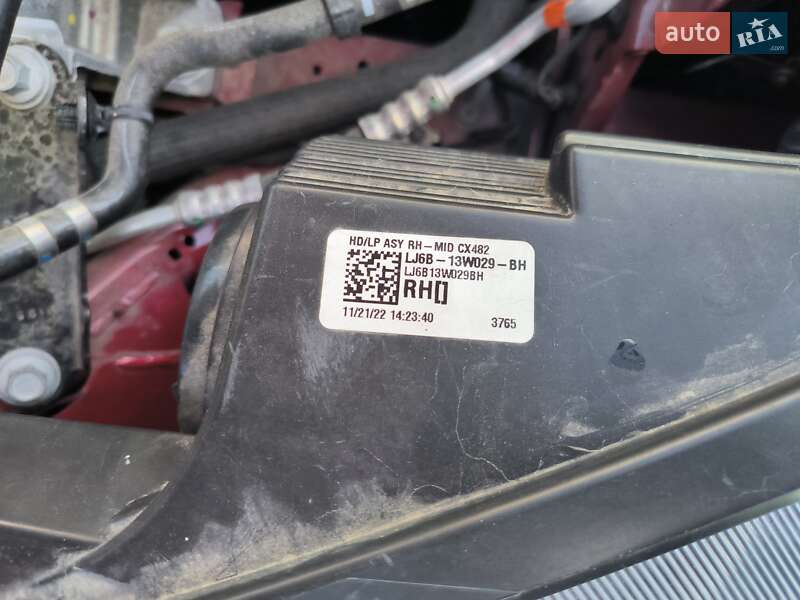 auto RIA.com
HD/LP ASY RH-MID CX482
LJ6B-13W029-BH
LJ6B13W029BH
RH[]
11/21/22 14:23:40 3765